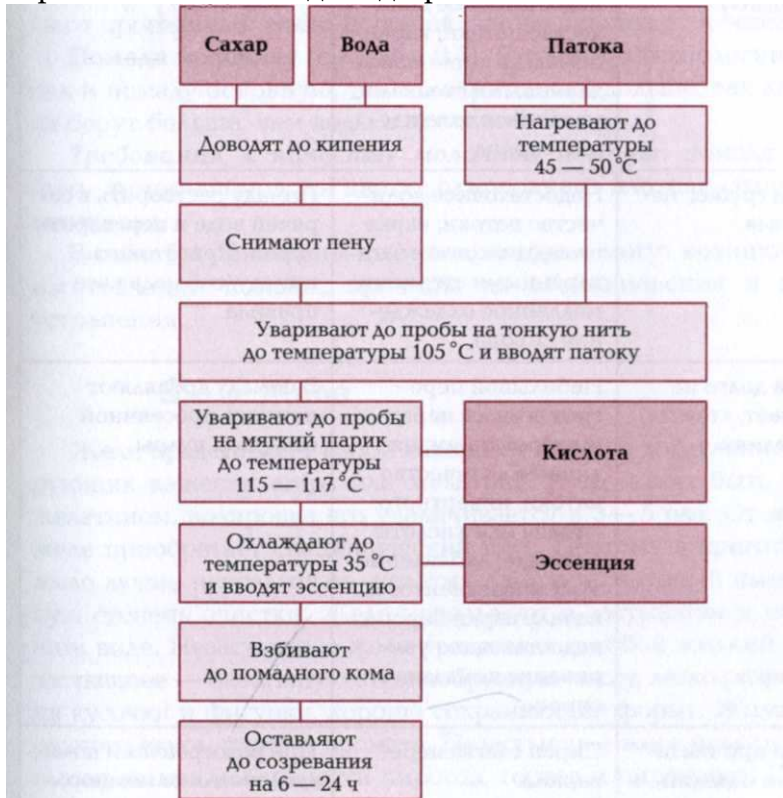 Сахар
Вода
Патока
Доводят до кипения
Нагревают до
температуры
45 — 50 °С
Снимают пену
Уваривают до пробы на тонкую нить
до температуры 105 °С и вводят патоку
Уваривают до пробы
на мягкий шарик
до температуры
115 — 117 °С
Кислота
Охлаждают до
температуры 35 °С
и вводят эссенцию
Эссенция
Взбивают
до помадного кома
Оставляют
до созревания
на 6 — 24 ч